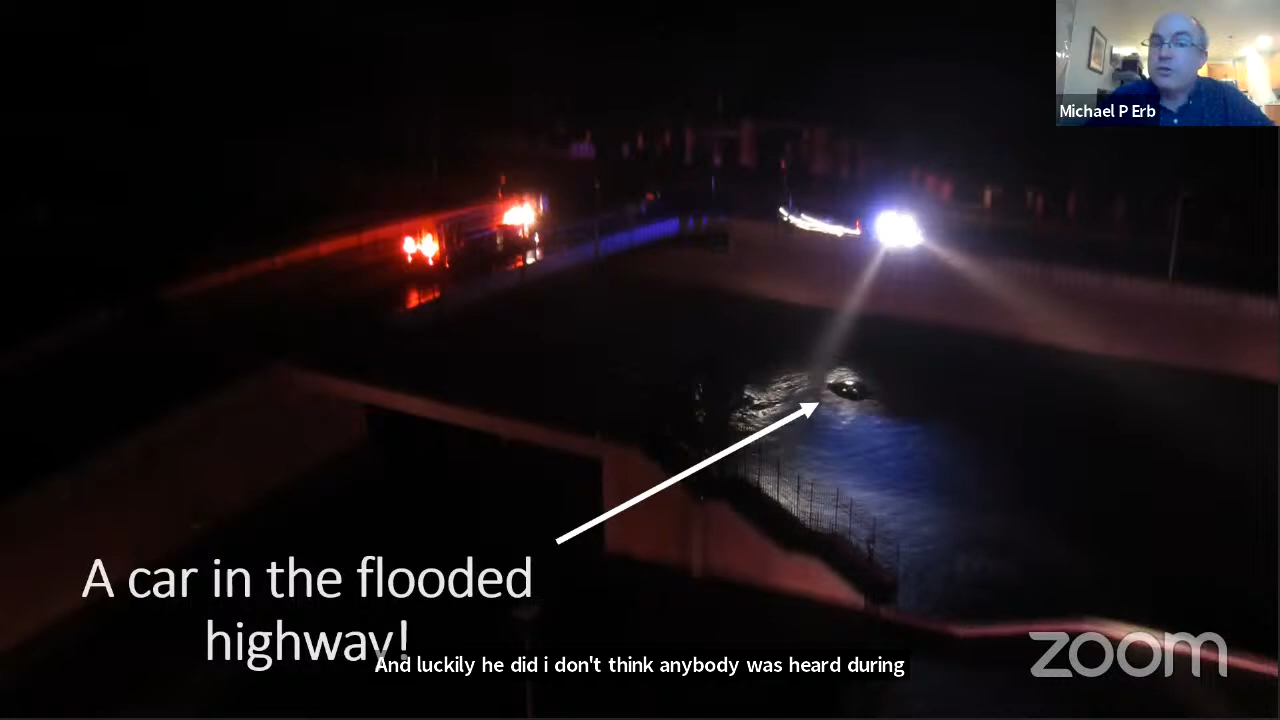 Michael P Erb
A car in the flooded
highway!
And luckily he did i don't think anybody was heard during
zoom